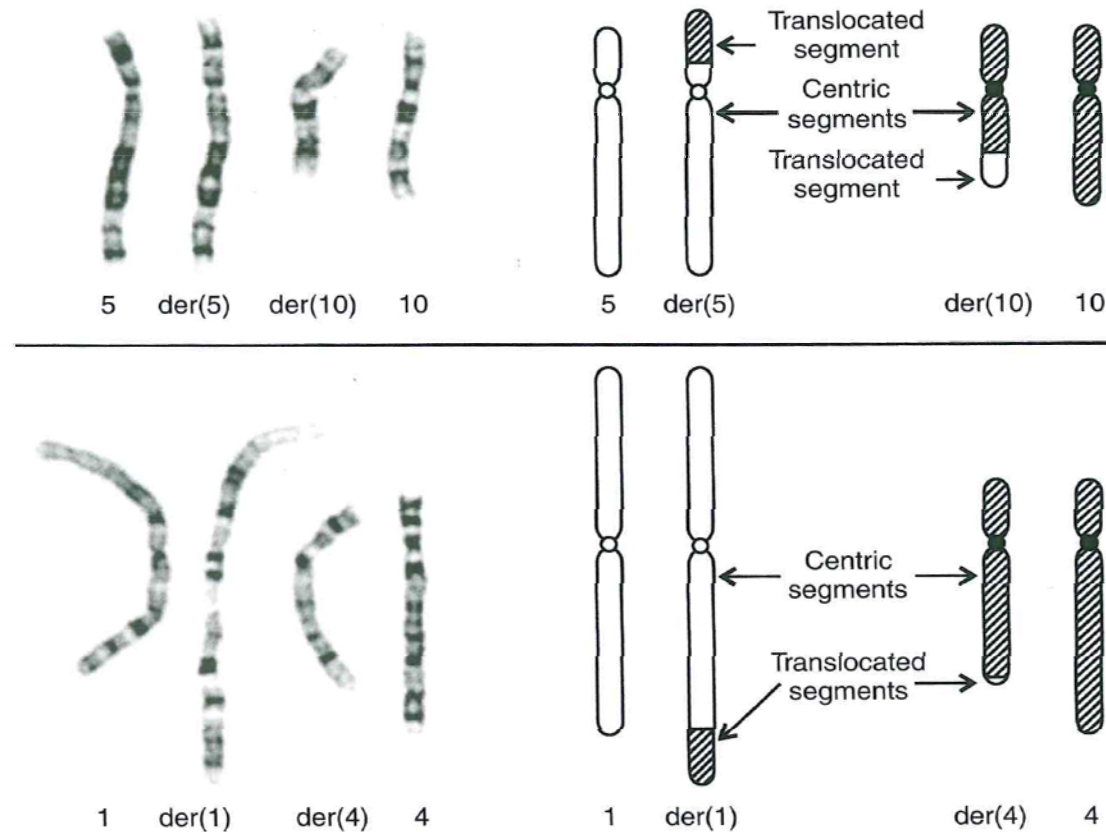 Translocated
segment
Centric
segments
Translocated
segment
5 der(5) der(10) 10 5 der(5) der(10) 10
Centric
segments
Translocated
segments
1 der(1) der(4) 4 1 der(1) der(4) 4